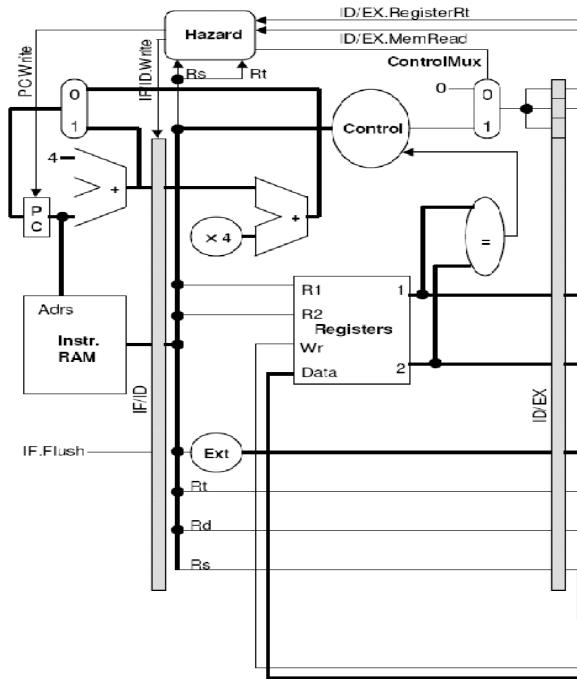 ID/EX.RegisterRt
Hazard
ID/EX.MemRead
PCWrite
IF/ID.Write
Rs
Rt
ControlMux
0
0
0
1
Control
1
4
+
P
C
+
× 4
=
Adrs
Instr.
RAM
R1
1
R2
Registers
Wr
Data
2
IF/ID
ID/EX
IF.Flush
Ext
Rt
Rd
Rs